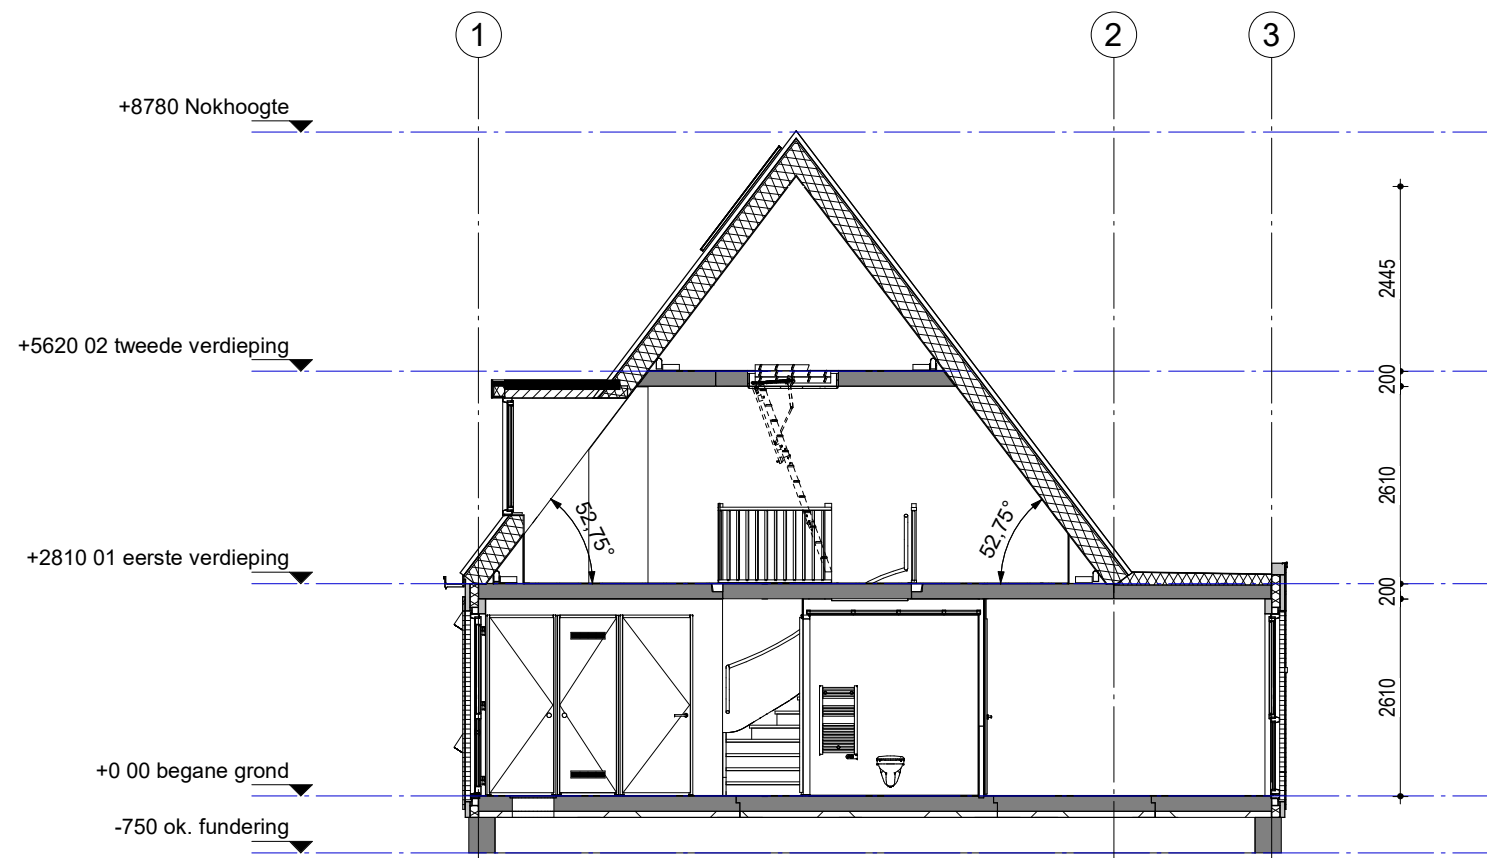 1
2
3
+8780 Nokhoogte
2445
+5620 02 tweede verdieping
200
2610
52,75°
52,75°
+2810 01 eerste verdieping
200
2610
+0 00 begane grond
-750 ok. fundering